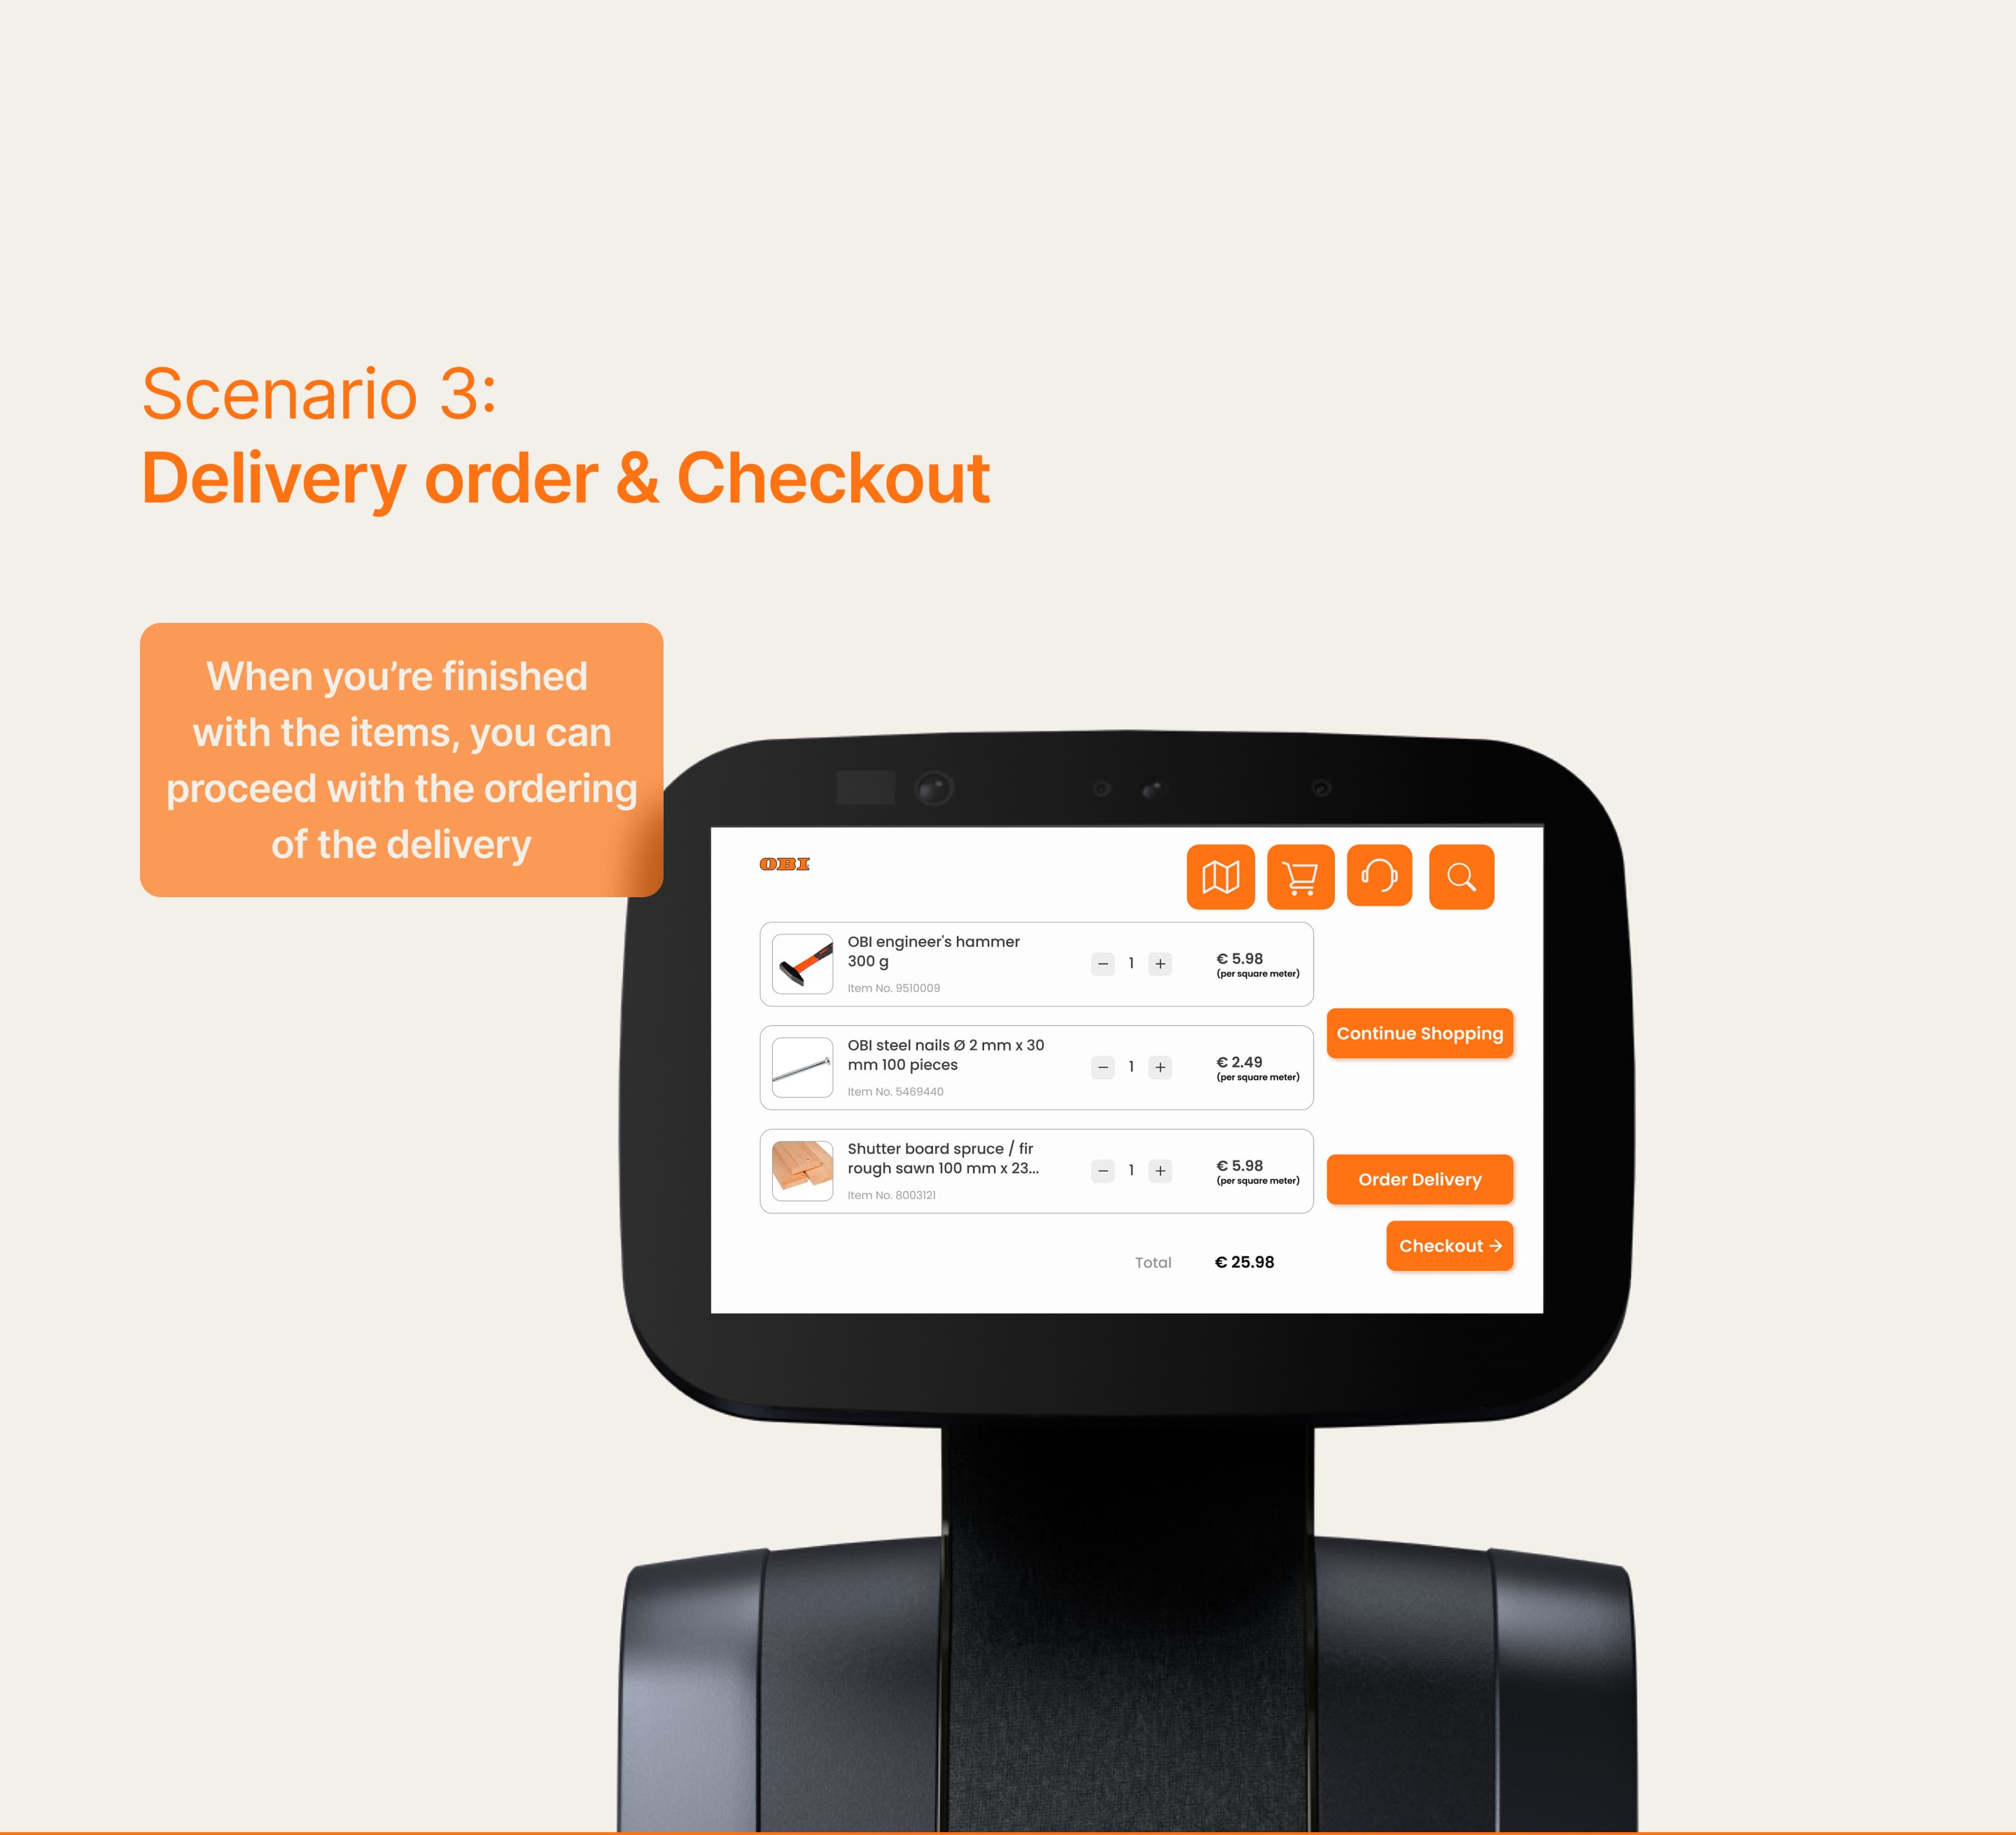 Scenario 3:
Delivery order & Checkout
When you’re finished
with the items, you can
proceed with the ordering
of the delivery
OBI
OBI engineer's hammer
300 g
Item No. 9510009
1
€ 5.98
(per square meter)
Continue Shopping
OBI steel nails Ø 2 mm x 30
mm 100 pieces
Item No. 5469440
1
€ 2.49
(per square meter)
Shutter board spruce / fir
rough sawn 100 mm x 23...
Item No. 8003121
1
€ 5.98
(per square meter)
Order Delivery
Checkout →
Total € 25.98